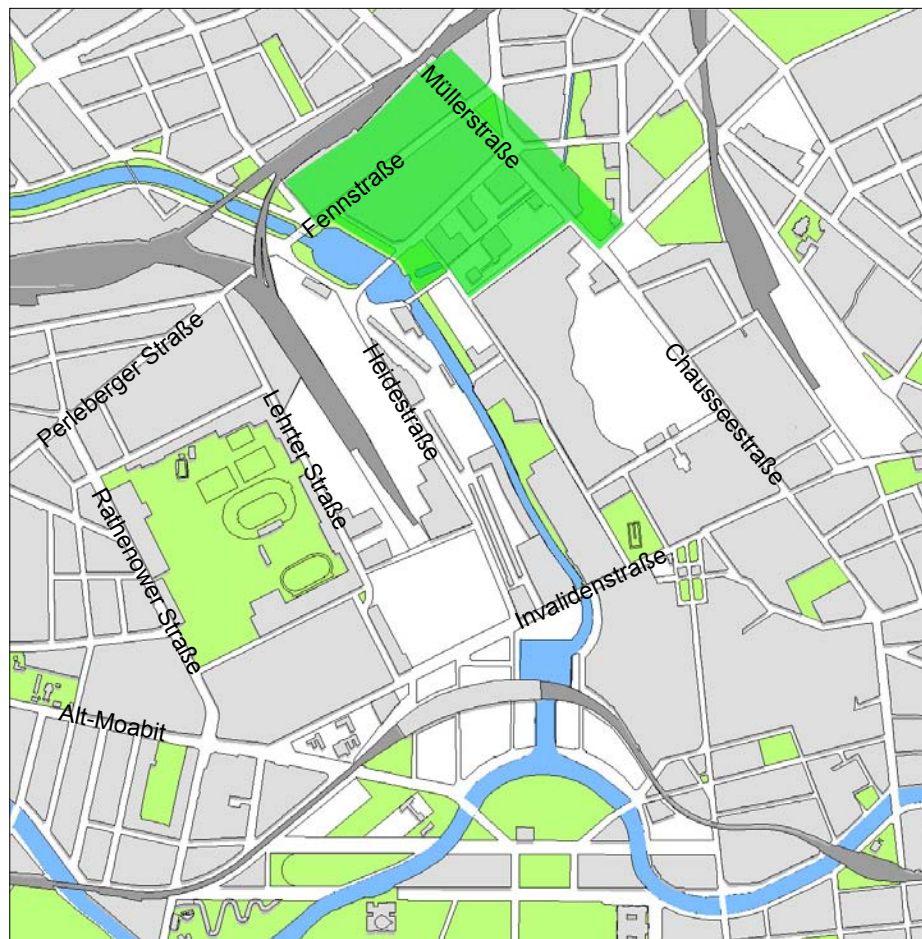 Müllerstraße
Fennstraße
Perleberger Straße
Heidestraße
Chausseestraße
Lehrter Straße
Rathenower Straße
Invalidenstraße
Alt-Moabit